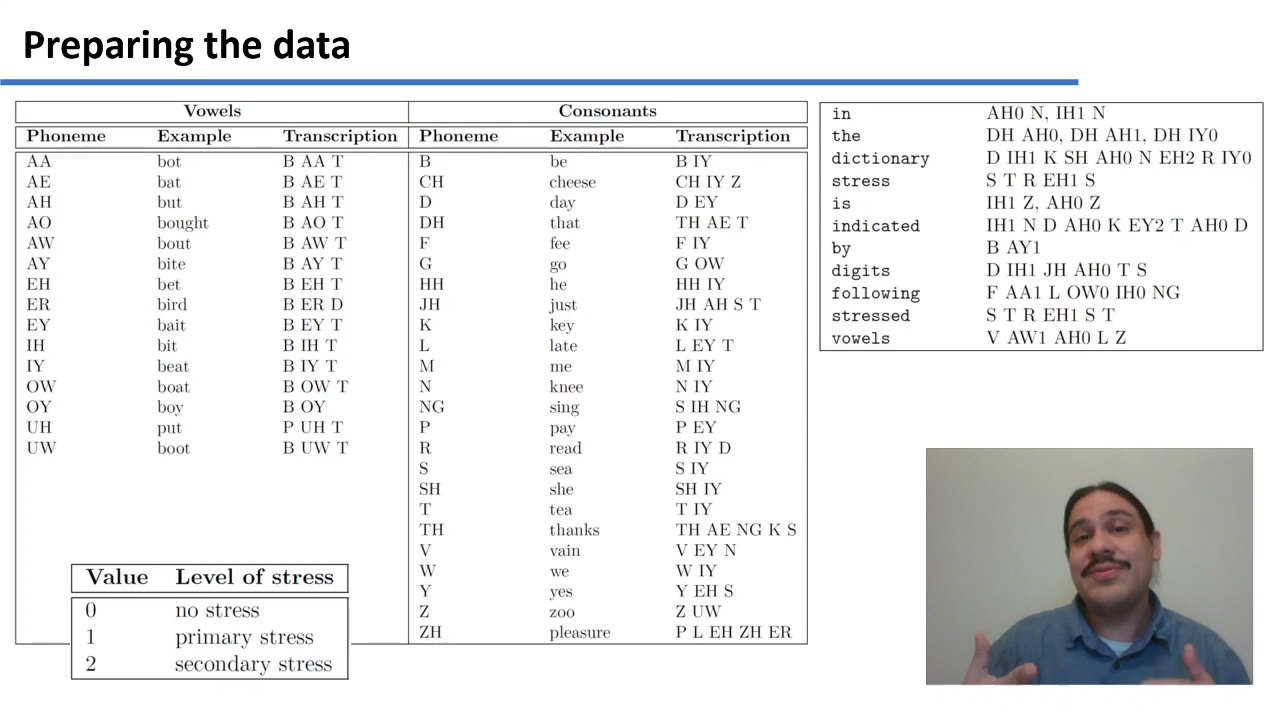 Preparing the data
Vowels Consonants
Phoneme Example Transcription Phoneme Example Transcription
AA bot B AA T B be B IY
AE bat B AE T CH cheese CH IY Z
AH but B AH T D day D EY
AO bought B AO T DH that TH AE T
AW bout B AW T F fee F IY
AY bite B AY T G go G OW
EH bet B EH T HH he HH IY
ER bird B ER D JH just JH AH S T
EY bait B EY T K key K IY
IH bit B IH T L late L EY T
IY beat B IY T M me M IY
OW boat B OW T N knee N IY
OY boy B OY NG sing S IH NG
UH put P UH T P pay P EY
UW boot B UW T R read R IY D
S sea S IY
SH she SH IY
T tea T IY
TH thanks TH AE NG K S
V vain V EY N
W we W IY
Y yes Y EH S
Z zoo Z UW
ZH pleasure P L EH ZH ER
Value Level of stress
0 no stress
1 primary stress
2 secondary stress
in AH0 N, IH1 N
the DH AH0, DH AH1, DH IY0
dictionary D IH1 K SH AH0 N EH2 R IY0
stress S T R EH1 S
is IH1 Z, AH0 Z
indicated IH1 N D AH0 K EY2 T AH0 D
by B AY1
digits D IH1 JH AH0 T S
following F AA1 L OW0 IH0 NG
stressed S T R EH1 S T
vowels V AW1 AH0 L Z